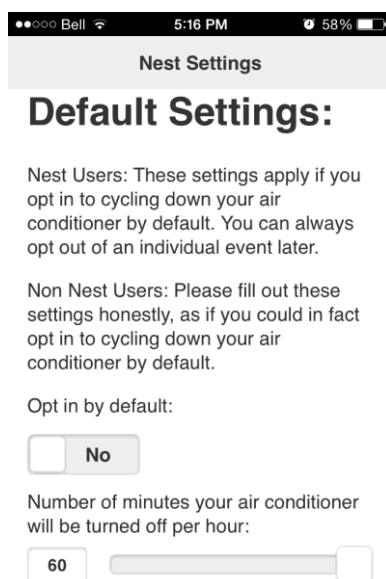 Bell 5:16 PM 58%
Nest Settings
Default Settings:
Nest Users: These settings apply if you
opt in to cycling down your air
conditioner by default. You can always
opt out of an individual event later.
Non Nest Users: Please fill out these
settings honestly, as if you could in fact
opt in to cycling down your air
conditioner by default.
Opt in by default:
No
Number of minutes your air conditioner
will be turned off per hour:
60